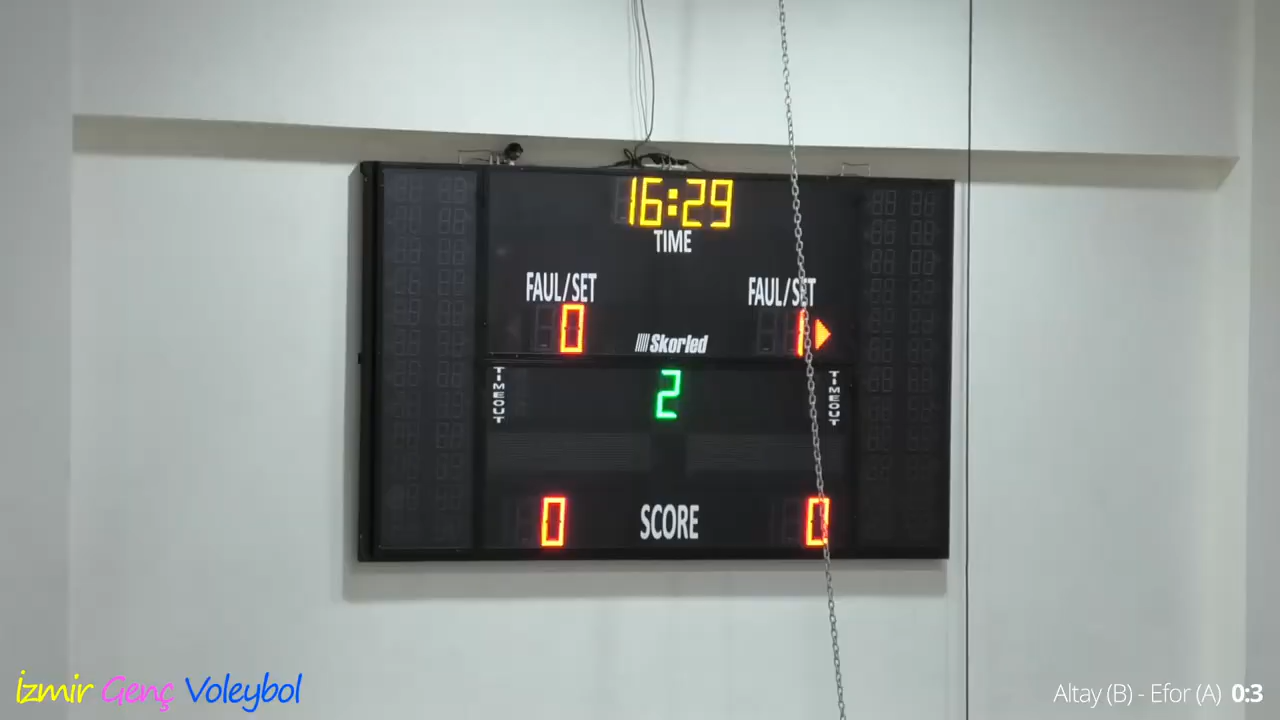 16:29
TIME
FAUL/SET FAUL/SET
0 1
Skorled
TIMEOUT 2 TIMEOUT
0 SCORE 0
İzmir Genç Voleybol
Altay (B) - Efor (A) 0:3